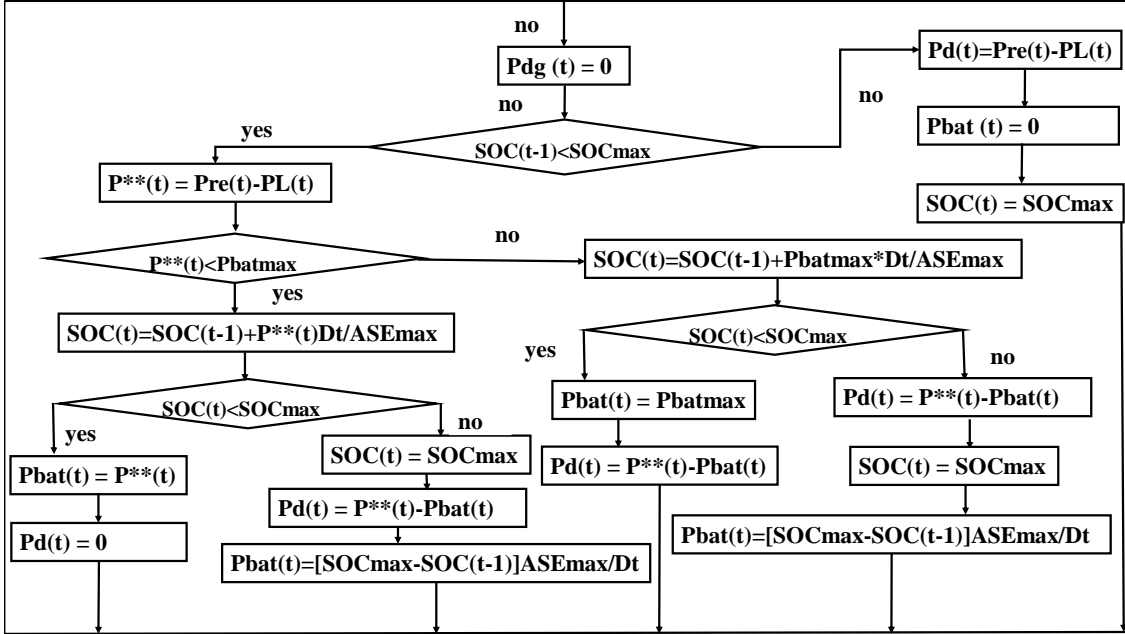 no
Pdg (t) = 0
Pd(t)=Pre(t)-PL(t)
no
no
Pbat (t) = 0
yes
SOC(t-1)<SOCmax
P**(t) = Pre(t)-PL(t)
SOC(t) = SOCmax
no
P**(t)<Pbatmax
SOC(t)=SOC(t-1)+Pbatmax*Dt/ASEmax
yes
SOC(t)=SOC(t-1)+P**(t)Dt/ASEmax
SOC(t)<SOCmax
yes
no
SOC(t)<SOCmax
Pbat(t) = Pbatmax
Pd(t) = P**(t)-Pbat(t)
yes
no
Pbat(t) = P**(t)
SOC(t) = SOCmax
Pd(t) = P**(t)-Pbat(t)
SOC(t) = SOCmax
Pd(t) = P**(t)-Pbat(t)
Pd(t) = 0
Pbat(t)=[SOCmax-SOC(t-1)]ASEmax/Dt
Pbat(t)=[SOCmax-SOC(t-1)]ASEmax/Dt